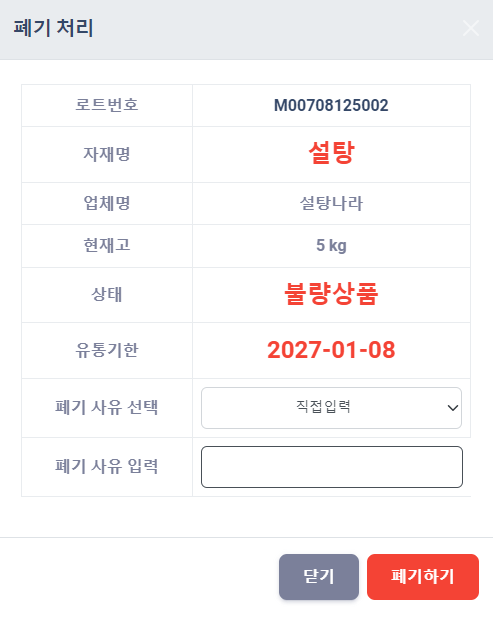 폐기 처리
로트번호 M00708125002
자재명 설탕
업체명 설탕나라
현재고 5 kg
상태 불량상품
유통기한 2027-01-08
폐기 사유 선택 직접입력
폐기 사유 입력
닫기 폐기하기